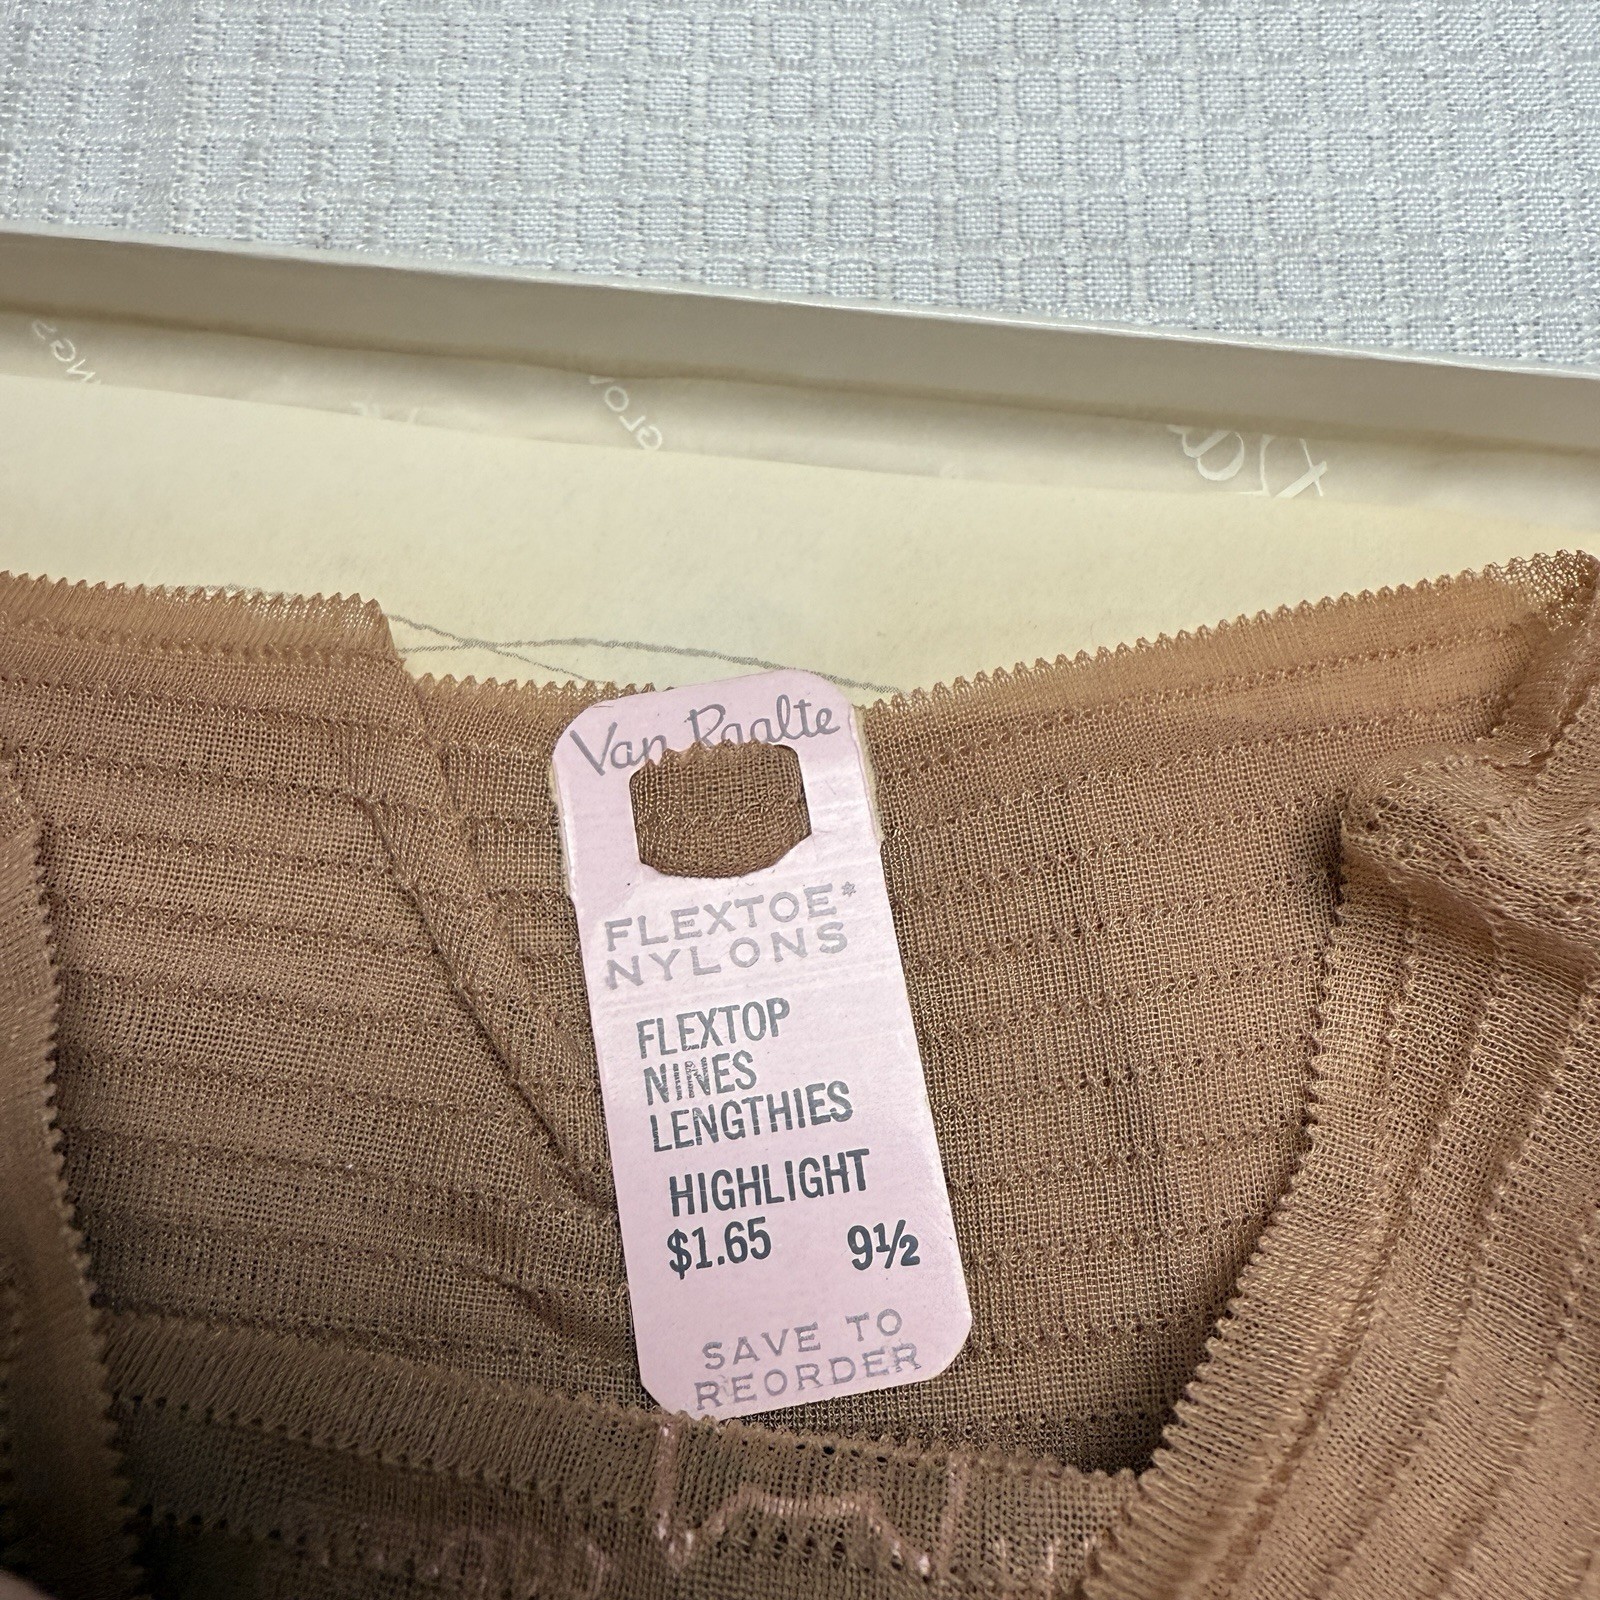 Van Raalte
FLEXTOE*
NYLONS
FLEXTOP
NINES
LENGTHIES
HIGHLIGHT
$1.65 9½
SAVE TO
REORDER